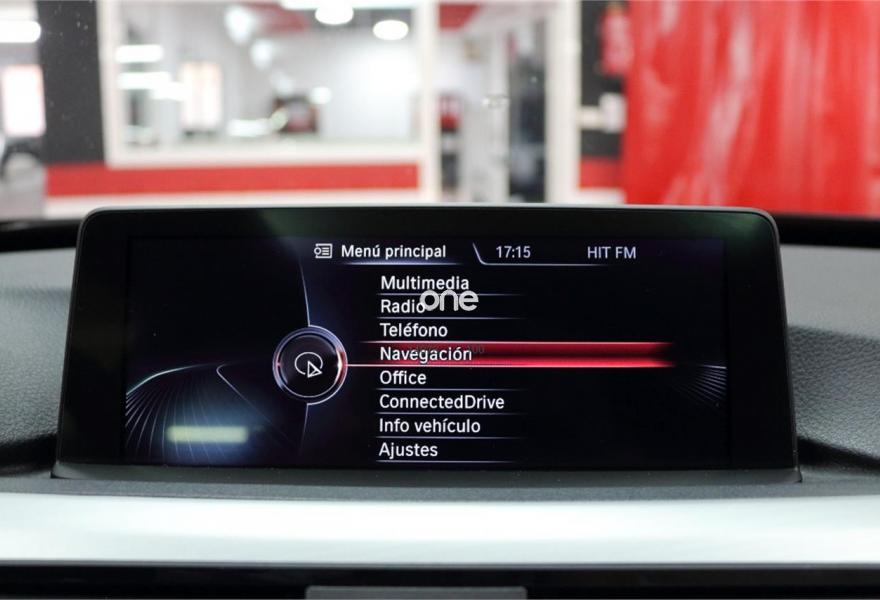 Menú principal 17:15 HIT FM
Multimedia
Radio
one
Teléfono
Navegación
Office
ConnectedDrive
Info vehículo
Ajustes